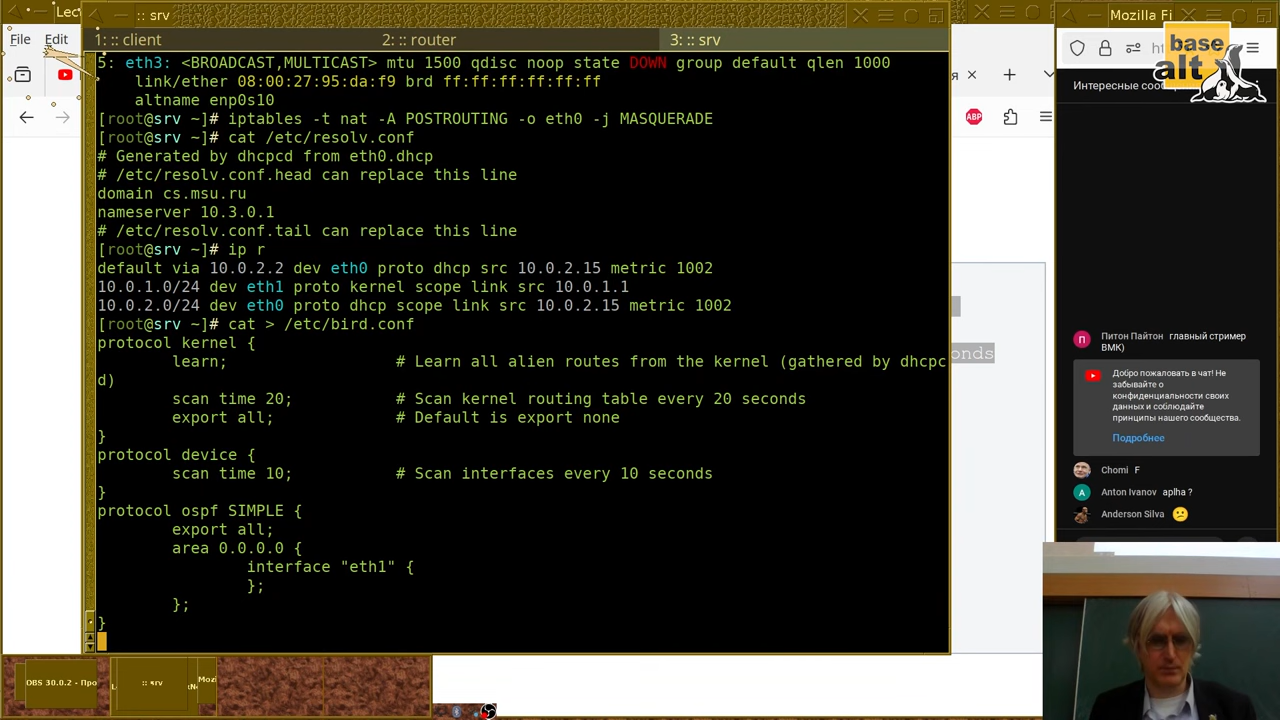 Lec
:: srv
Mozilla Fi
File Edit
1: :: client
2: :: router
3: :: srv
base
alt
5: eth3: <BROADCAST,MULTICAST> mtu 1500 qdisc noop state DOWN group default qlen 1000
link/ether 08:00:27:95:da:f9 brd ff:ff:ff:ff:ff:ff
altname enp0s10
[root@srv ~]# iptables -t nat -A POSTROUTING -o eth0 -j MASQUERADE
[root@srv ~]# cat /etc/resolv.conf
# Generated by dhcpcd from eth0.dhcp
# /etc/resolv.conf.head can replace this line
domain cs.msu.ru
nameserver 10.3.0.1
# /etc/resolv.conf.tail can replace this line
[root@srv ~]# ip r
default via 10.0.2.2 dev eth0 proto dhcp src 10.0.2.15 metric 1002
10.0.1.0/24 dev eth1 proto kernel scope link src 10.0.1.1
10.0.2.0/24 dev eth0 proto dhcp scope link src 10.0.2.15 metric 1002
[root@srv ~]# cat > /etc/bird.conf
protocol kernel {
learn; # Learn all alien routes from the kernel (gathered by dhcpc
d)
scan time 20; # Scan kernel routing table every 20 seconds
export all; # Default is export none
}
protocol device {
scan time 10; # Scan interfaces every 10 seconds
}
protocol ospf SIMPLE {
export all;
area 0.0.0.0 {
interface "eth1" {
};
};
}
я
ABP
onds
Интересные сооб
Питон Пайтон главный стример
ВМК)
Добро пожаловать в чат! Не
забывайте о
конфиденциальности своих
данных и соблюдайте
принципы нашего сообщества.
Подробнее
Chomi F
Anton Ivanov aplha ?
Anderson Silva
OBS 30.0.2 - Про
:: srv
Mozi